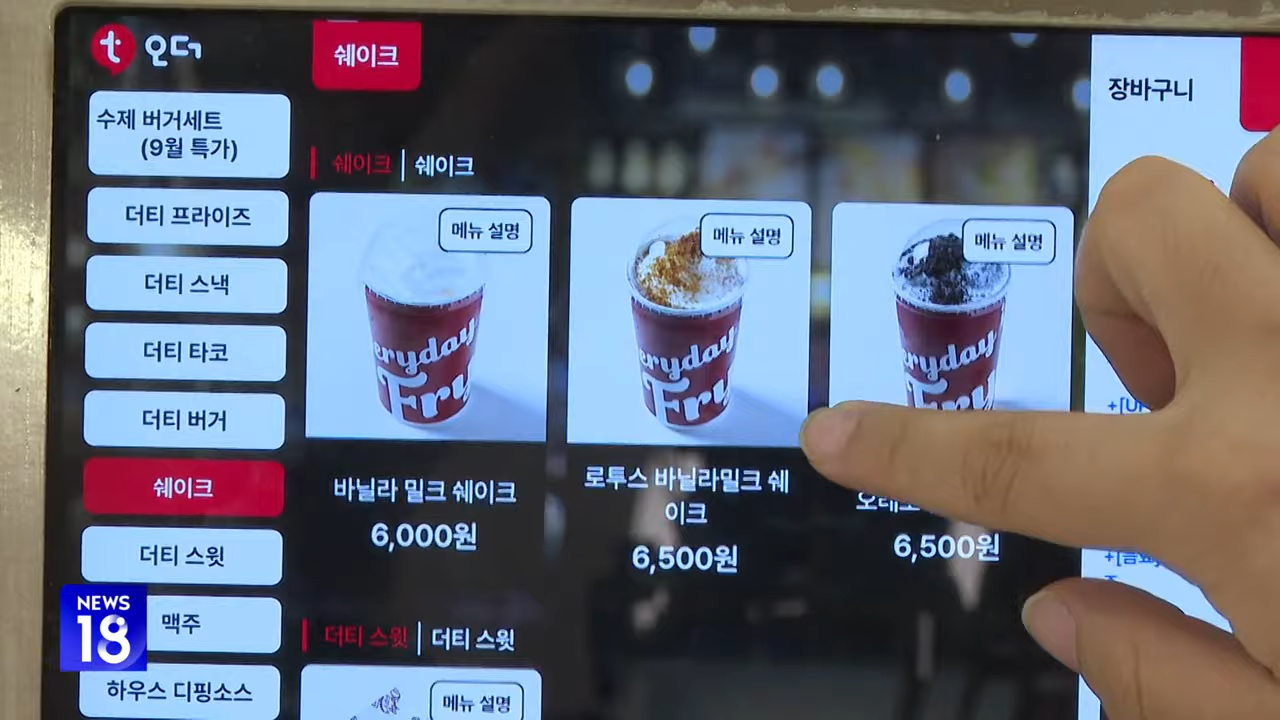 t 오더
쉐이크
장바구니
수제 버거세트
(9월 특가)
더티 프라이즈
더티 스낵
더티 타코
더티 버거
쉐이크
더티 스윗
맥주
하우스 디핑소스
쉐이크 | 쉐이크
메뉴 설명
메뉴 설명
메뉴 설명
eryday
Fry
eryday
Fry
eryday
Fry
바닐라 밀크 쉐이크
6,000원
로투스 바닐라밀크 쉐
이크
6,500원
6,500원
더티 스윗 | 더티 스윗
메뉴 설명
NEWS
18